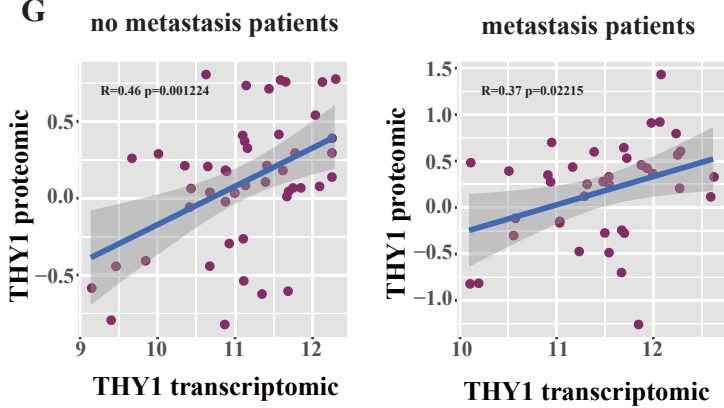 G
no metastasis patients
R=0.46 p=0.001224
THY1 proteomic
0.5
0.0
−0.5
9 10 11 12
THY1 transcriptomic
metastasis patients
R=0.37 p=0.02215
THY1 proteomic
1.5
1.0
0.5
0.0
−0.5
−1.0
10 11 12
THY1 transcriptomic